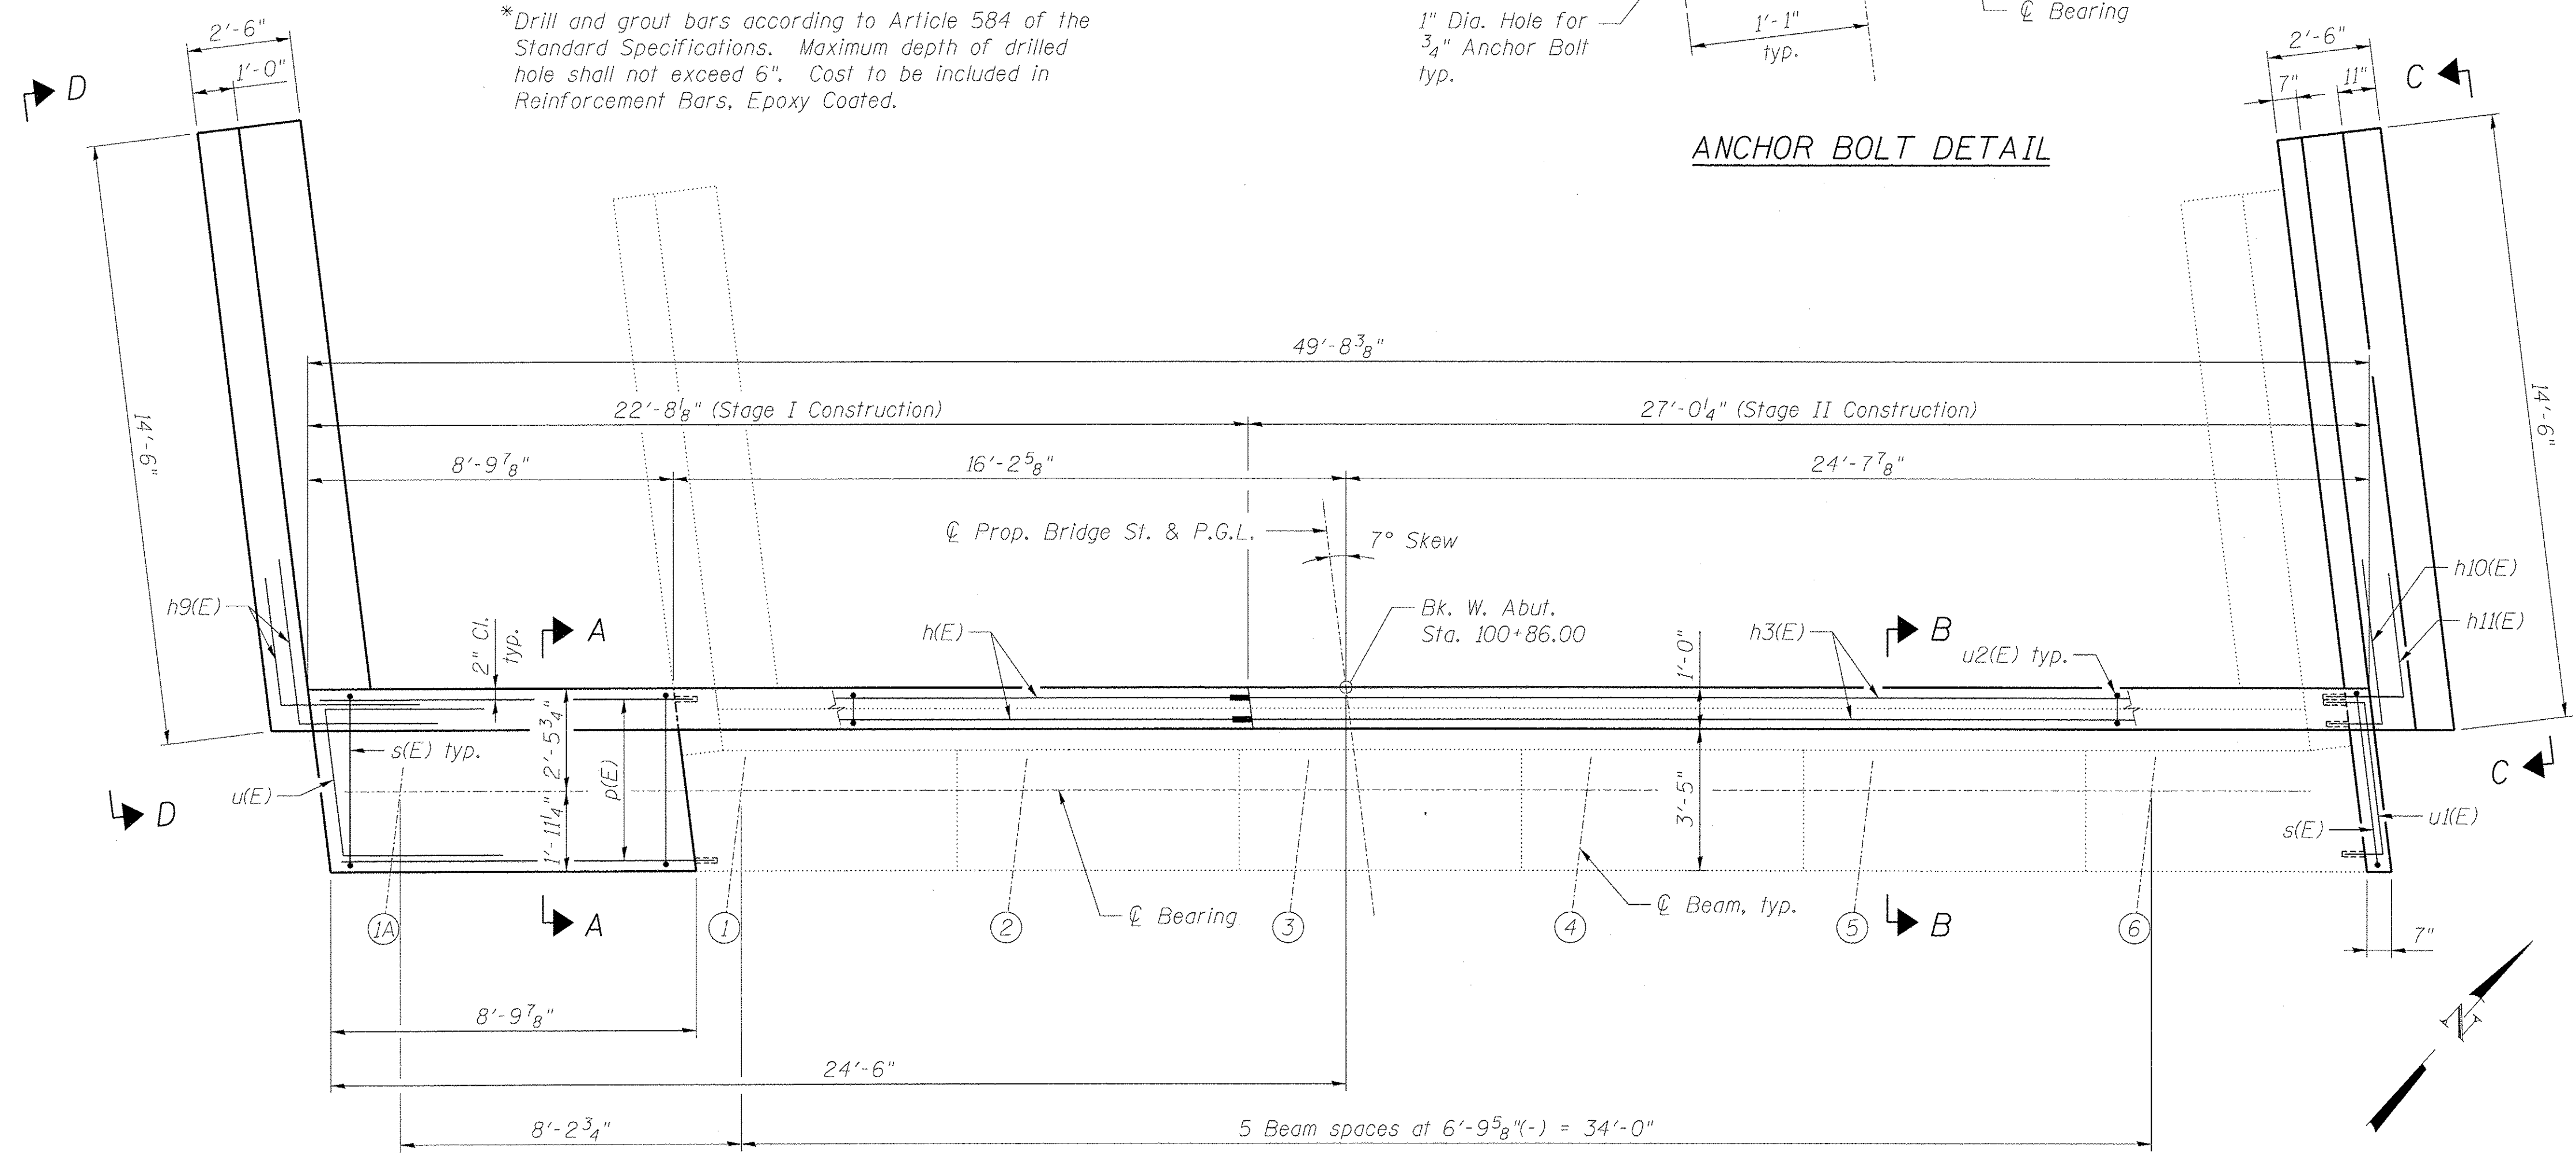 *Drill and grout bars according to Article 584 of the
Standard Specifications. Maximum depth of drilled
hole shall not exceed 6". Cost to be included in
Reinforcement Bars, Epoxy Coated.
1" Dia. Hole for
3/4" Anchor Bolt
typ.
1'-1"
typ.
℄ Bearing
ANCHOR BOLT DETAIL
2'-6"
1'-0"
D
2'-6"
7"
11"
C
14'-6"
14'-6"
49'-8 3/8"
22'-8 1/8" (Stage I Construction)
27'-0 1/4" (Stage II Construction)
8'-9 7/8"
16'-2 5/8"
24'-7 7/8"
℄ Prop. Bridge St. & P.G.L.
7° Skew
h9(E)
2" Cl.
typ.
A
h(E)
Bk. W. Abut.
Sta. 100+86.00
h3(E)
1'-0"
B
u2(E) typ.
h10(E)
h11(E)
s(E) typ.
2'-5 3/4"
p(E)
u(E)
1'-11 1/4"
3'-5"
D
C
s(E)
u1(E)
1A
A
1
2
℄ Bearing
3
4
℄ Beam, typ.
5
B
6
7"
8'-9 7/8"
24'-6"
N
8'-2 3/4"
5 Beam spaces at 6'-9 5/8"(-) = 34'-0"